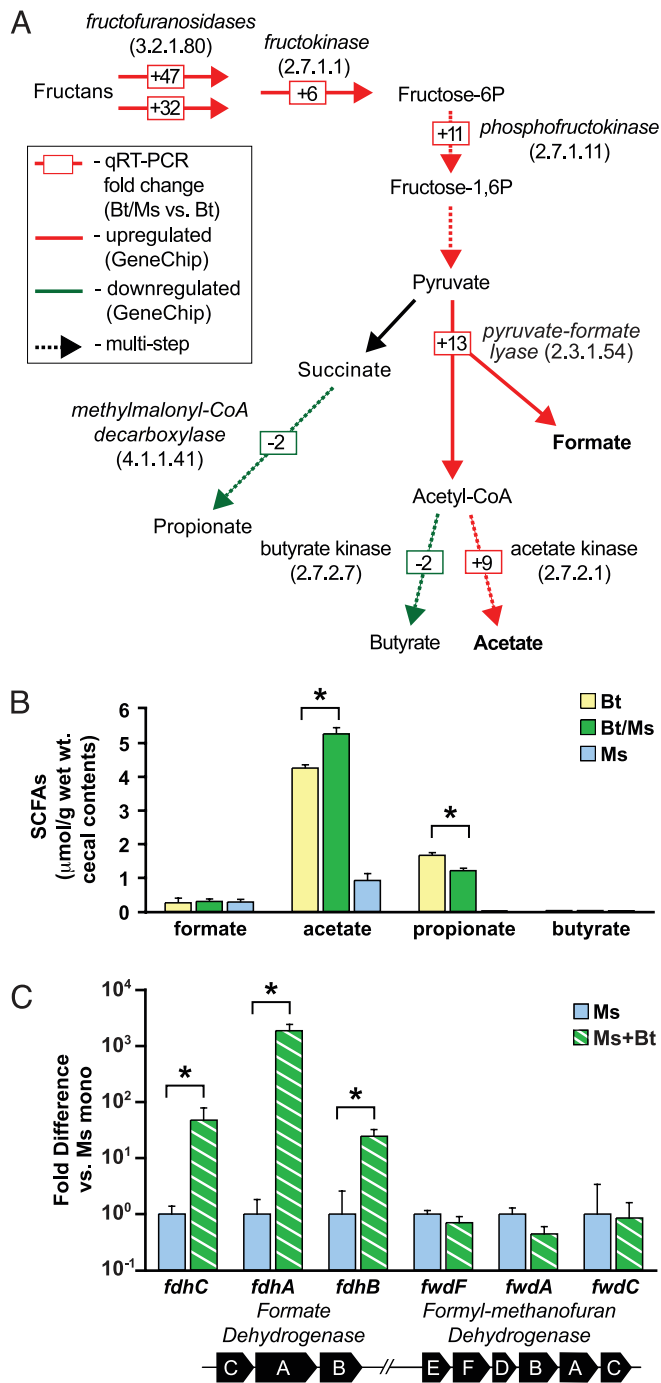 A
fructofuranosidases
(3.2.1.80)
fructokinase
(2.7.1.1)
Fructans
+47
+32
+6
Fructose-6P
+11
phosphofructokinase
(2.7.1.11)
Fructose-1,6P
- qRT-PCR
fold change
(Bt/Ms vs. Bt)
- upregulated
(GeneChip)
- downregulated
(GeneChip)
- multi-step
Pyruvate
+13
pyruvate-formate
lyase (2.3.1.54)
Succinate
methylmalonyl-CoA
decarboxylase
(4.1.1.41)
-2
Formate
Propionate
Acetyl-CoA
butyrate kinase
(2.7.2.7)
-2
+9
acetate kinase
(2.7.2.1)
Butyrate
Acetate
B
SCFAs
(μmol/g wet wt.
cecal contents)
6
5
4
3
2
1
0
*
*
Bt
Bt/Ms
Ms
formate acetate propionate butyrate
C
Fold Difference
vs. Ms mono
10⁴
10³
10²
10¹
10⁰
10⁻¹
*
*
*
Ms
Ms+Bt
fdhC fdhA fdhB fwdF fwdA fwdC
Formate
Dehydrogenase
Formyl-methanofuran
Dehydrogenase
C A B // E F D B A C